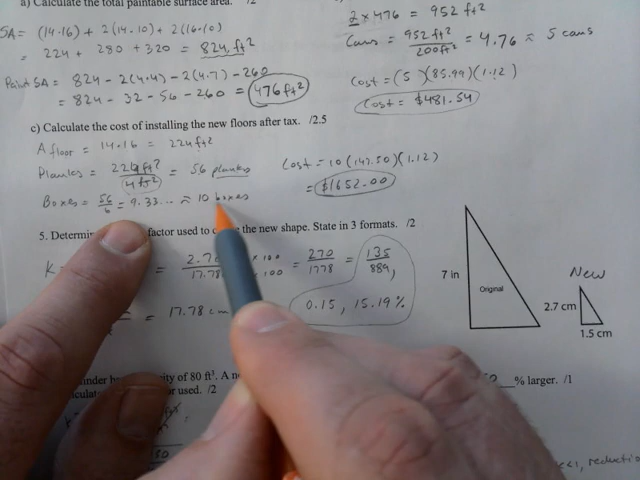 a) Calculate the total paintable surface area. /2
SA = (14·16) + 2(14·10) + 2(16·10)
= 224 + 280 + 320 = 824 ft²
Paint SA = 824 - 2(4·4) - 2(4·7) - 260
= 824 - 32 - 56 - 260 = 476 ft²
2 × 476 = 952 ft²
Cans = 952 ft² / 200 ft² = 4.76 ≈ 5 cans
Cost = (5)(85.99)(1.12)
Cost = $481.54
c) Calculate the cost of installing the new floors after tax. /2.5
A floor = 14·16 = 224 ft²
Planks = 224 ft² / 4 ft² = 56 planks
Boxes = 56/6 = 9.33... ≈ 10 boxes
Cost = 10(147.50)(1.12)
= $1652.00
5. factor used to the new shape. State in 3 formats. /2
K = = 2.70 / 17.78 × 100 / × 100 = 270/1778 = 135/889,
0.15, 15.19%
= 17.78 cm
7 in
Original
New
2.7 cm
1.5 cm
of 80 ft³. A
% larger. /1
used. /2